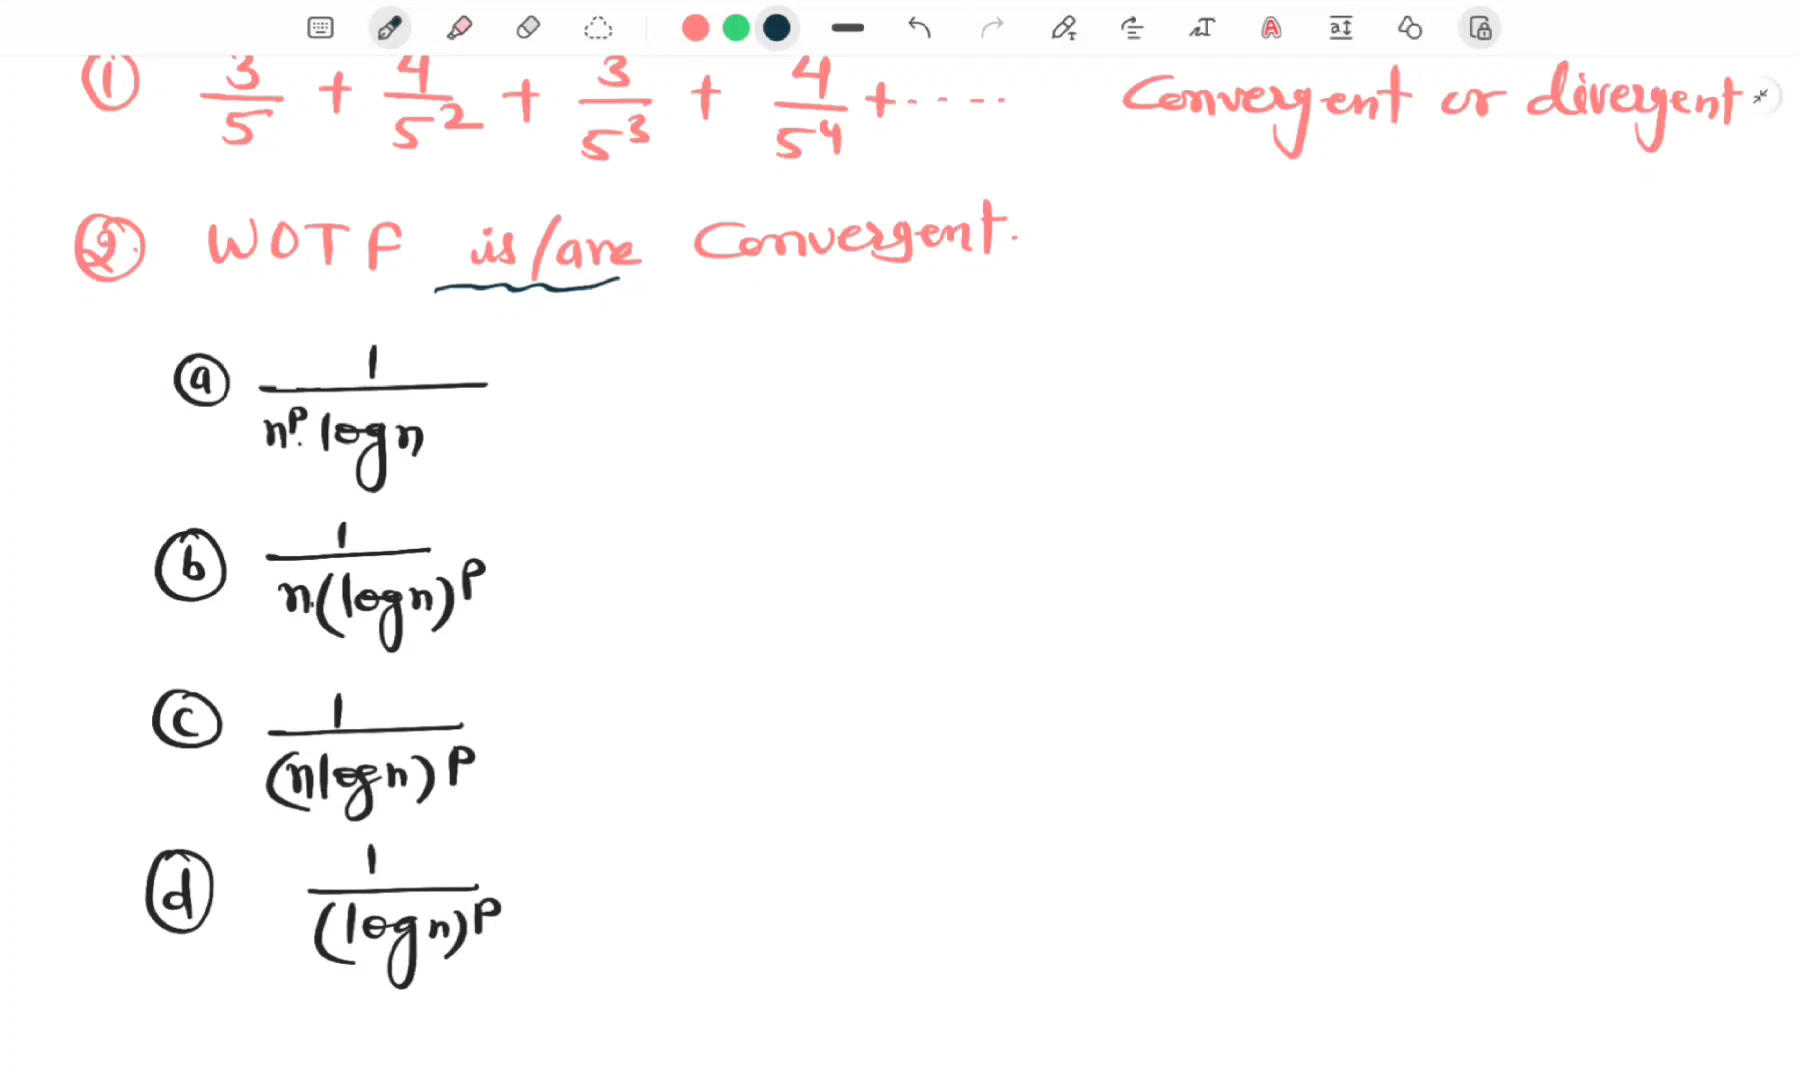 ① 3/5 + 4/5² + 3/5³ + 4/5⁴ + ..... Convergent or divergent
② WOTF is/are Convergent.
ⓐ 1/(nᵖ. log n)
ⓑ 1/(n.(log n)ᵖ)
ⓒ 1/(n log n)ᵖ
ⓓ 1/(log n)ᵖ